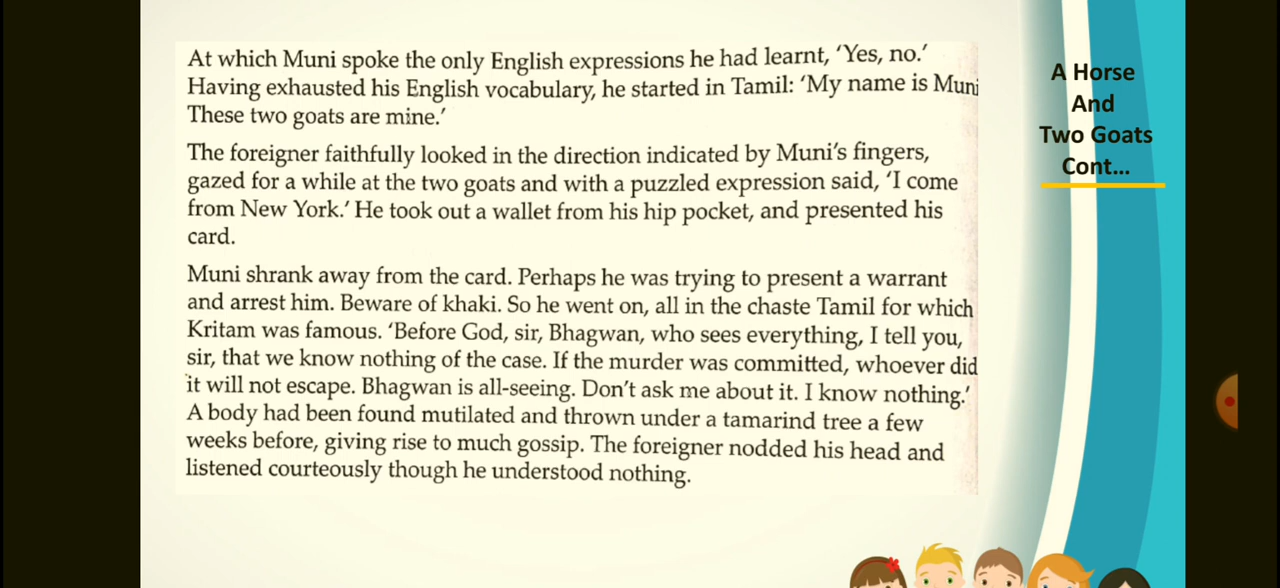 At which Muni spoke the only English expressions he had learnt, ‘Yes, no.’
Having exhausted his English vocabulary, he started in Tamil: ‘My name is Muni
These two goats are mine.’
The foreigner faithfully looked in the direction indicated by Muni’s fingers,
gazed for a while at the two goats and with a puzzled expression said, ‘I come
from New York.’ He took out a wallet from his hip pocket, and presented his
card.
Muni shrank away from the card. Perhaps he was trying to present a warrant
and arrest him. Beware of khaki. So he went on, all in the chaste Tamil for which
Kritam was famous. ‘Before God, sir, Bhagwan, who sees everything, I tell you,
sir, that we know nothing of the case. If the murder was committed, whoever did
it will not escape. Bhagwan is all-seeing. Don’t ask me about it. I know nothing.’
A body had been found mutilated and thrown under a tamarind tree a few
weeks before, giving rise to much gossip. The foreigner nodded his head and
listened courteously though he understood nothing.
A Horse
And
Two Goats
Cont...